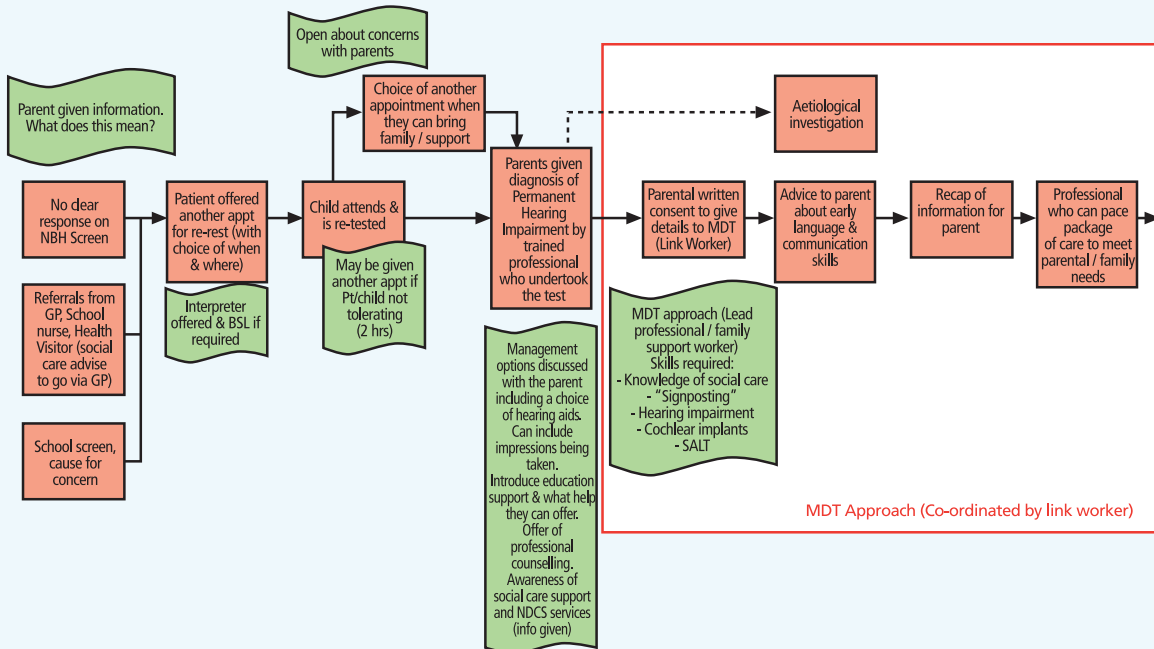 Open about concerns
with parents
Parent given information.
What does this mean?
Choice of another
appointment when
they can bring
family / support
Aetiological
investigation
No clear
response on
NBH Screen
Patient offered
another appt
for re-rest (with
choice of when
& where)
Child attends &
is re-tested
Parents given
diagnosis of
Permanent
Hearing
Impairment by
trained
professional
who undertook
the test
Parental written
consent to give
details to MDT
(Link Worker)
Advice to parent
about early
language &
communication
skills
Recap of
information for
parent
Professional
who can pace
package
of care to meet
parental / family
needs
May be given
another appt if
Pt/child not
tolerating
(2 hrs)
Interpreter
offered & BSL if
required
Referrals from
GP, School
nurse, Health
Visitor (social
care advise
to go via GP)
School screen,
cause for
concern
Management
options discussed
with the parent
including a choice
of hearing aids.
Can include
impressions being
taken.
Introduce education
support & what help
they can offer.
Offer of
professional
counselling.
Awareness of
social care support
and NDCS services
(info given)
MDT approach (Lead
professional / family
support worker)
Skills required:
- Knowledge of social care
- “Signposting”
- Hearing impairment
- Cochlear implants
- SALT
MDT Approach (Co-ordinated by link worker)